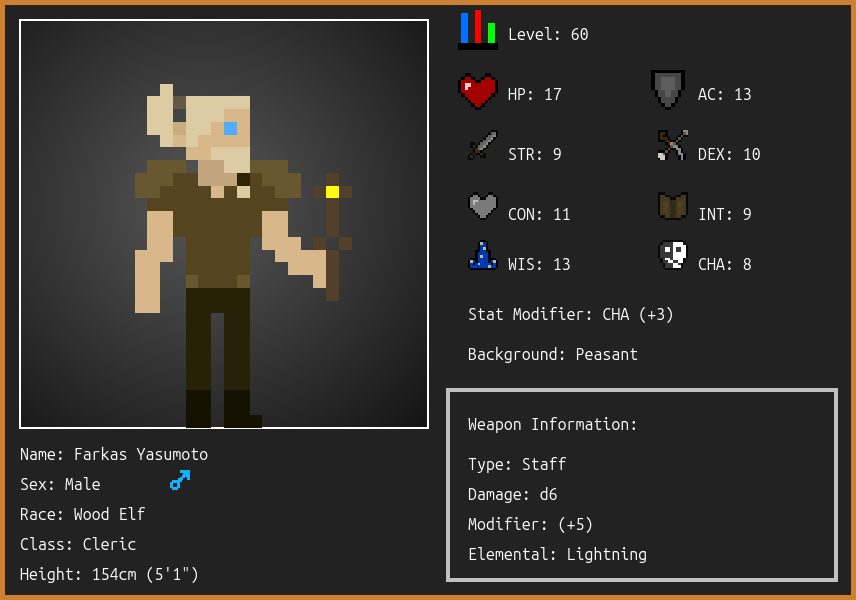 Level: 60
HP: 17
AC: 13
STR: 9
DEX: 10
CON: 11
INT: 9
WIS: 13
CHA: 8
Stat Modifier: CHA (+3)
Background: Peasant
Weapon Information:
Type: Staff
Damage: d6
Modifier: (+5)
Elemental: Lightning
Name: Farkas Yasumoto
Sex: Male
Race: Wood Elf
Class: Cleric
Height: 154cm (5'1")